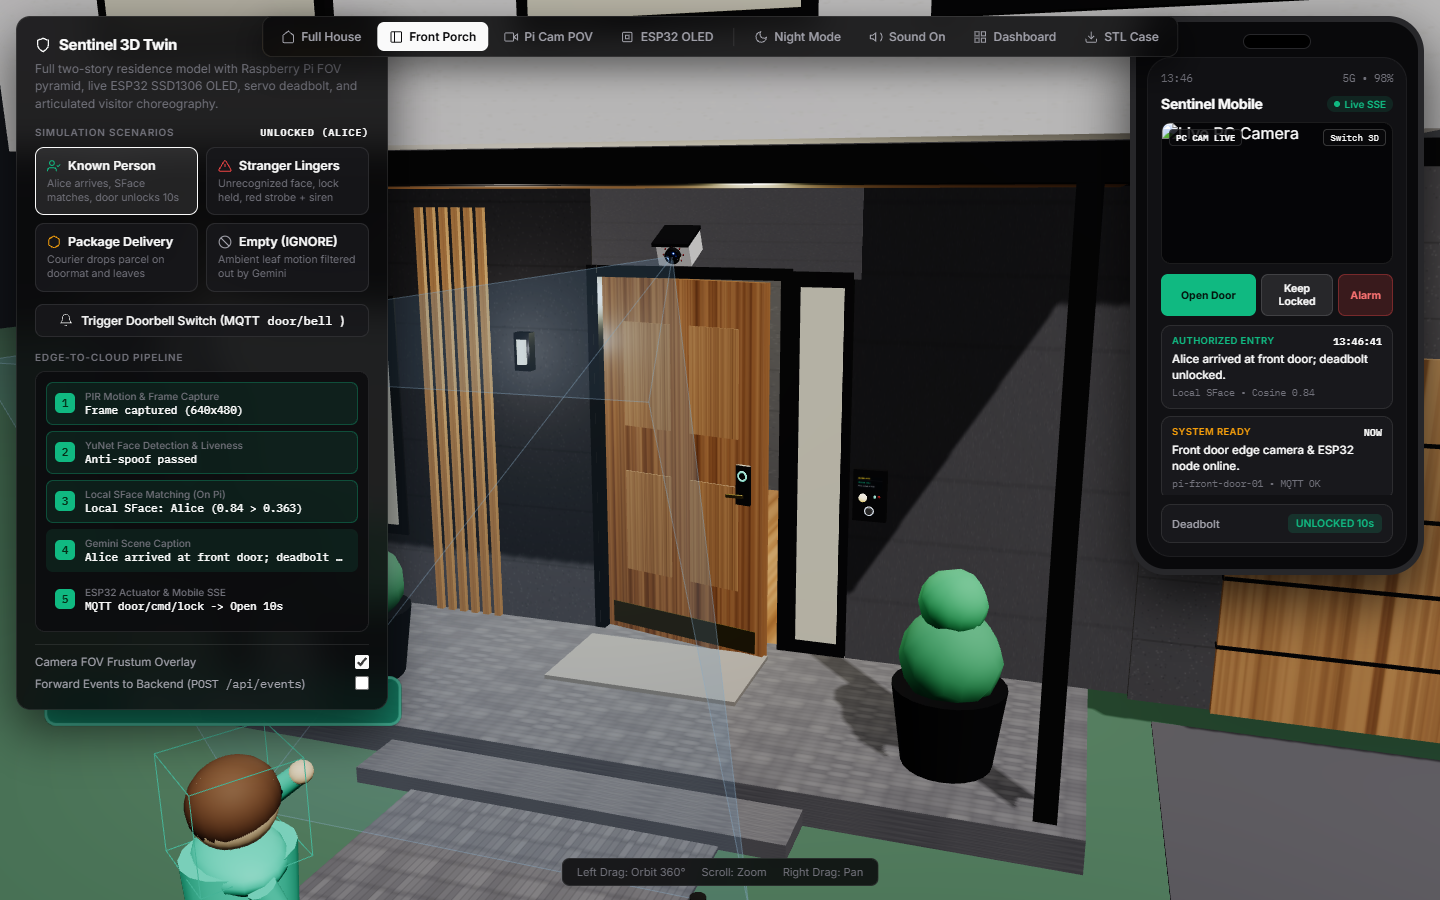 Full House
Front Porch
Pi Cam POV
ESP32 OLED
Night Mode
Sound On
Dashboard
STL Case
Sentinel 3D Twin
Full two-story residence model with Raspberry Pi FOV
pyramid, live ESP32 SSD1306 OLED, servo deadbolt, and
articulated visitor choreography.
SIMULATION SCENARIOS
UNLOCKED (ALICE)
Known Person
Alice arrives, SFace
matches, door unlocks 10s
Stranger Lingers
Unrecognized face, lock
held, red strobe + siren
Package Delivery
Courier drops parcel on
doormat and leaves
Empty (IGNORE)
Ambient leaf motion filtered
out by Gemini
Trigger Doorbell Switch (MQTT door/bell )
EDGE-TO-CLOUD PIPELINE
1
PIR Motion & Frame Capture
Frame captured (640x480)
2
YuNet Face Detection & Liveness
Anti-spoof passed
3
Local SFace Matching (On Pi)
Local SFace: Alice (0.84 > 0.363)
4
Gemini Scene Caption
Alice arrived at front door; deadbolt …
5
ESP32 Actuator & Mobile SSE
MQTT door/cmd/lock -> Open 10s
Camera FOV Frustum Overlay
Forward Events to Backend (POST /api/events)
13:46
5G • 98%
Sentinel Mobile
Live SSE
Camera
PC CAM LIVE
Switch 3D
Open Door
Keep
Locked
Alarm
AUTHORIZED ENTRY
13:46:41
Alice arrived at front door; deadbolt
unlocked.
Local SFace • Cosine 0.84
SYSTEM READY
NOW
Front door edge camera & ESP32
node online.
pi-front-door-01 • MQTT OK
Deadbolt
UNLOCKED 10s
Left Drag: Orbit 360°
Scroll: Zoom
Right Drag: Pan